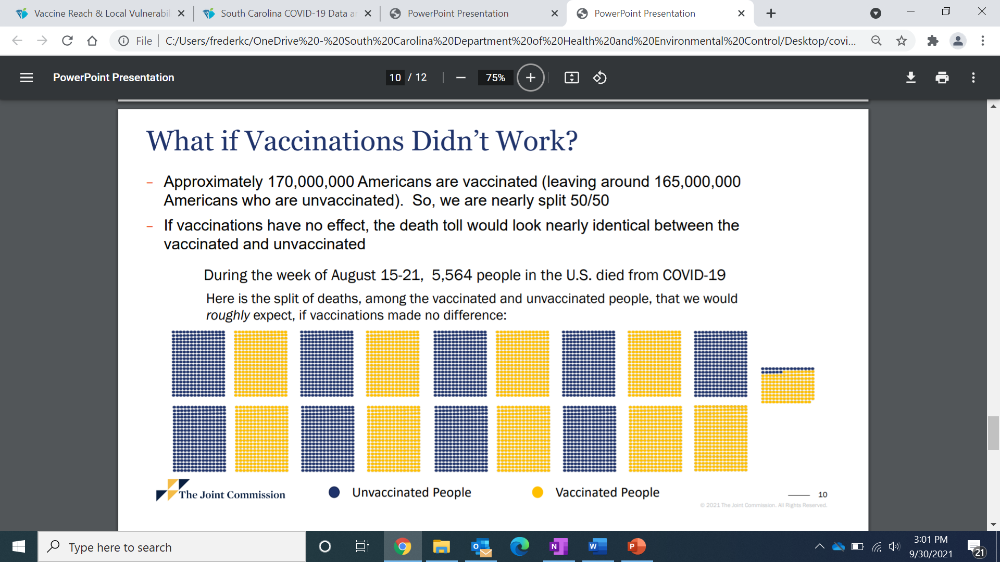 Vaccine Reach & Local Vulnerabil
South Carolina COVID-19 Data ar
PowerPoint Presentation
PowerPoint Presentation
File
C:/Users/frederkc/OneDrive%20-%20South%20Carolina%20Department%20of%20Health%20and%20Environmental%20Control/Desktop/covi...
PowerPoint Presentation
10 / 12
75%
What if Vaccinations Didn’t Work?
– Approximately 170,000,000 Americans are vaccinated (leaving around 165,000,000
Americans who are unvaccinated). So, we are nearly split 50/50
– If vaccinations have no effect, the death toll would look nearly identical between the
vaccinated and unvaccinated
During the week of August 15-21, 5,564 people in the U.S. died from COVID-19
Here is the split of deaths, among the vaccinated and unvaccinated people, that we would
roughly expect, if vaccinations made no difference:
The Joint Commission
Unvaccinated People
Vaccinated People
10
© 2021 The Joint Commission. All Rights Reserved.
Type here to search
O
N
W
P
3:01 PM
9/30/2021
21